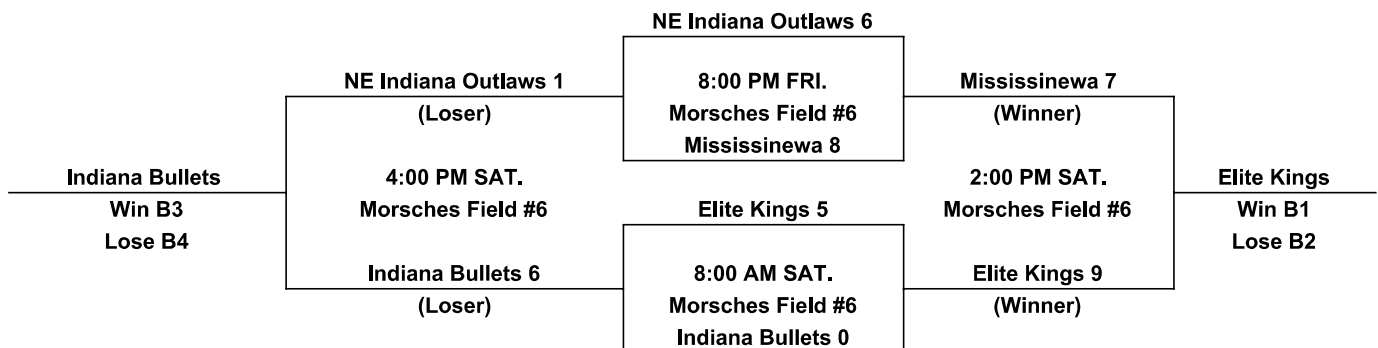 NE Indiana Outlaws 6
NE Indiana Outlaws 1
8:00 PM FRI.
Mississinewa 7
(Loser)
Morsches Field #6
(Winner)
Mississinewa 8
Indiana Bullets
4:00 PM SAT.
2:00 PM SAT.
Elite Kings
Win B3
Morsches Field #6
Elite Kings 5
Morsches Field #6
Win B1
Lose B4
Lose B2
Indiana Bullets 6
8:00 AM SAT.
Elite Kings 9
(Loser)
Morsches Field #6
(Winner)
Indiana Bullets 0